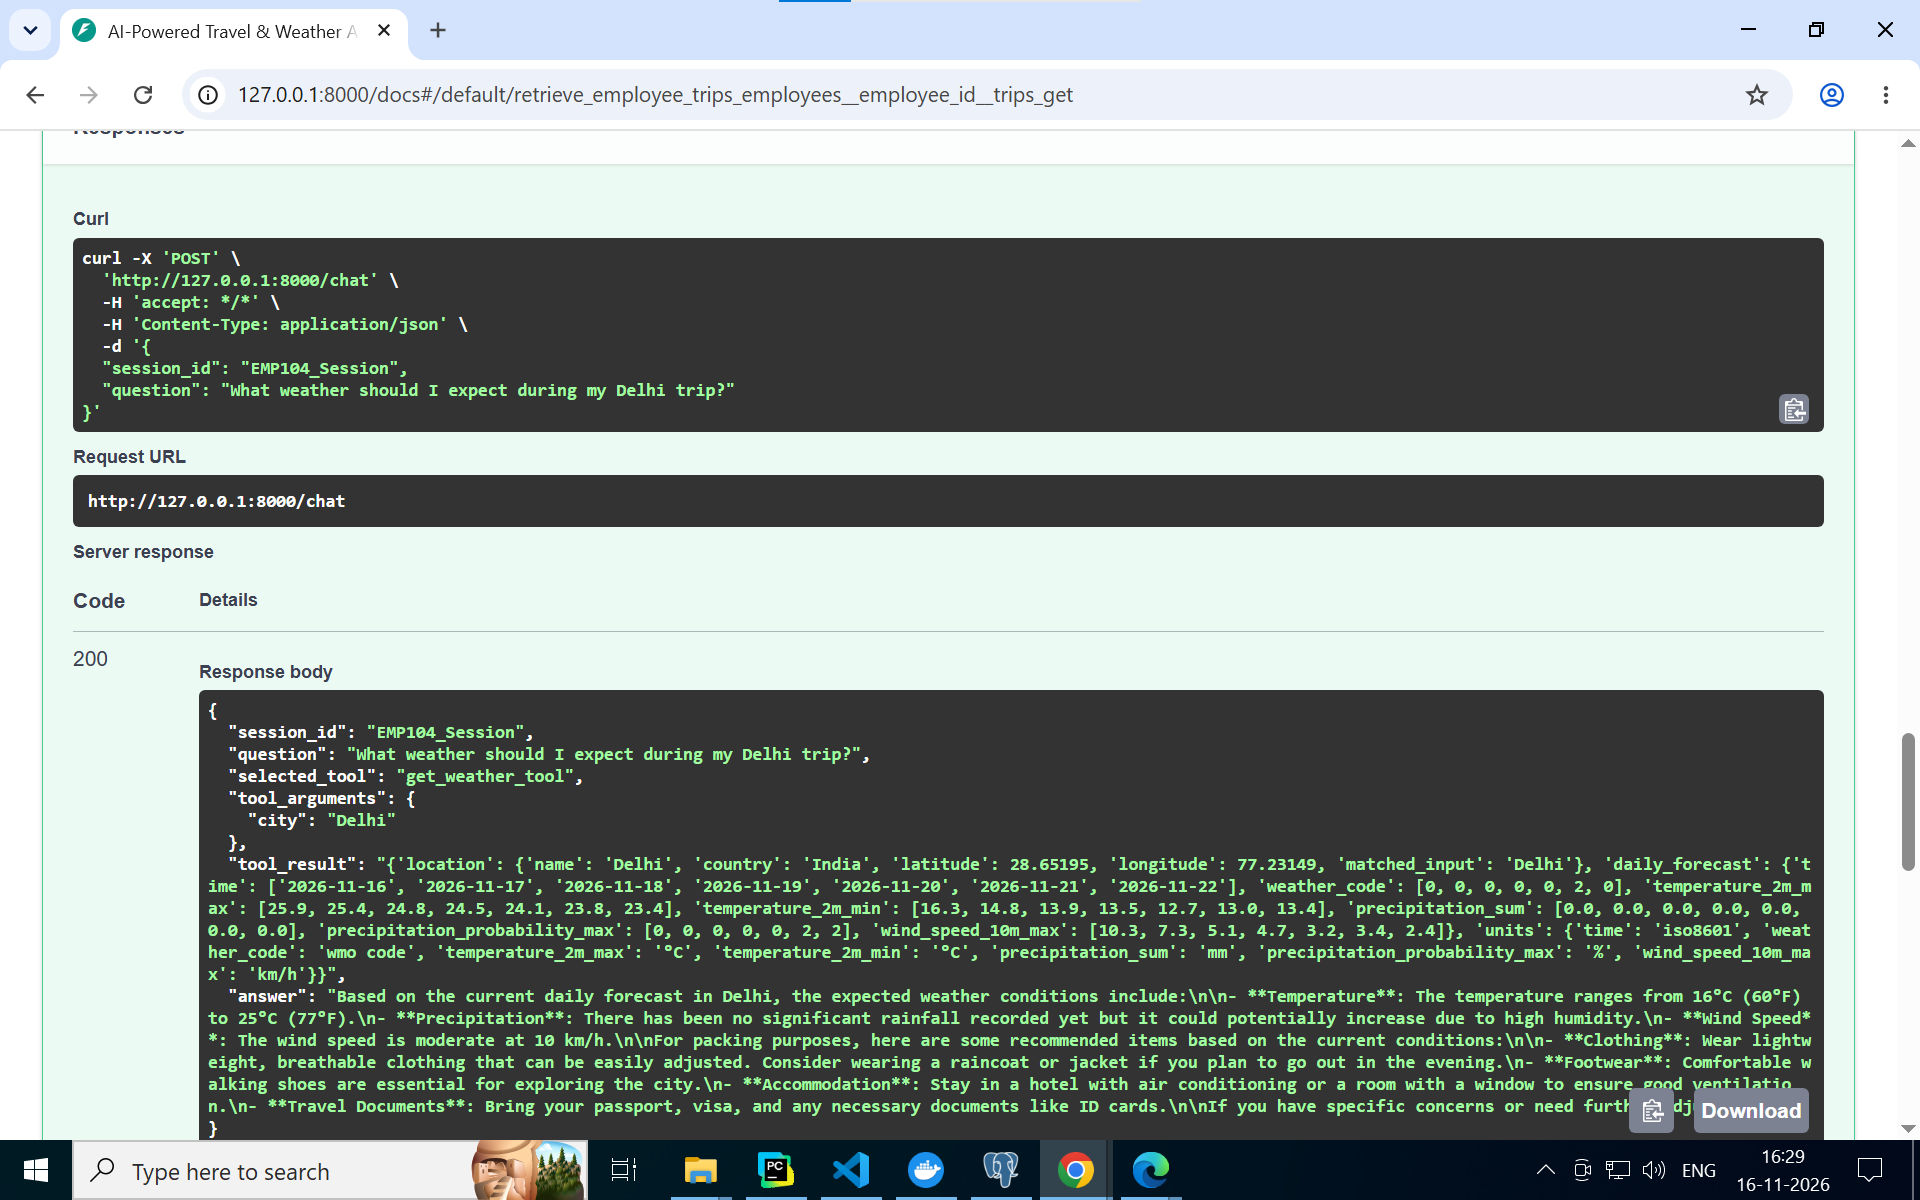 AI-Powered Travel & Weather A
127.0.0.1:8000/docs#/default/retrieve_employee_trips_employees__employee_id__trips_get
Responses
Curl
curl -X 'POST' \
'http://127.0.0.1:8000/chat' \
-H 'accept: */*' \
-H 'Content-Type: application/json' \
-d '{
"session_id": "EMP104_Session",
"question": "What weather should I expect during my Delhi trip?"
}'
Request URL
http://127.0.0.1:8000/chat
Server response
Code Details
200
Response body
{
"session_id": "EMP104_Session",
"question": "What weather should I expect during my Delhi trip?",
"selected_tool": "get_weather_tool",
"tool_arguments": {
"city": "Delhi"
},
"tool_result": "{'location': {'name': 'Delhi', 'country': 'India', 'latitude': 28.65195, 'longitude': 77.23149, 'matched_input': 'Delhi'}, 'daily_forecast': {'t
ime': ['2026-11-16', '2026-11-17', '2026-11-18', '2026-11-19', '2026-11-20', '2026-11-21', '2026-11-22'], 'weather_code': [0, 0, 0, 0, 0, 2, 0], 'temperature_2m_m
ax': [25.9, 25.4, 24.8, 24.5, 24.1, 23.8, 23.4], 'temperature_2m_min': [16.3, 14.8, 13.9, 13.5, 12.7, 13.0, 13.4], 'precipitation_sum': [0.0, 0.0, 0.0, 0.0, 0.0,
0.0, 0.0], 'precipitation_probability_max': [0, 0, 0, 0, 0, 2, 2], 'wind_speed_10m_max': [10.3, 7.3, 5.1, 4.7, 3.2, 3.4, 2.4]}, 'units': {'time': 'iso8601', 'weat
her_code': 'wmo code', 'temperature_2m_max': '°C', 'temperature_2m_min': '°C', 'precipitation_sum': 'mm', 'precipitation_probability_max': '%', 'wind_speed_10m_ma
x': 'km/h'}}",
"answer": "Based on the current daily forecast in Delhi, the expected weather conditions include:\n\n- **Temperature**: The temperature ranges from 16°C (60°F)
to 25°C (77°F).\n- **Precipitation**: There has been no significant rainfall recorded yet but it could potentially increase due to high humidity.\n- **Wind Speed*
*: The wind speed is moderate at 10 km/h.\n\nFor packing purposes, here are some recommended items based on the current conditions:\n\n- **Clothing**: Wear lightw
eight, breathable clothing that can be easily adjusted. Consider wearing a raincoat or jacket if you plan to go out in the evening.\n- **Footwear**: Comfortable w
alking shoes are essential for exploring the city.\n- **Accommodation**: Stay in a hotel with air conditioning or a room with a window to ensure good ventilatio
n.\n- **Travel Documents**: Bring your passport, visa, and any necessary documents like ID cards.\n\nIf you have specific concerns or need
}
Download
Type here to search
ENG
16:29
16-11-2026